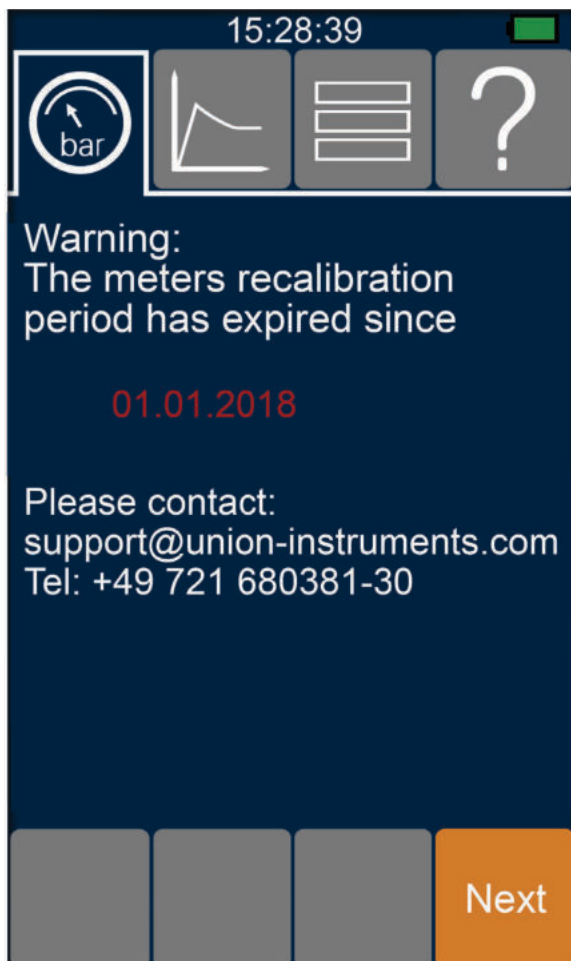 15:28:39
bar
?
Warning:
The meters recalibration
period has expired since
01.01.2018
Please contact:
support@union-instruments.com
Tel: +49 721 680381-30
Next